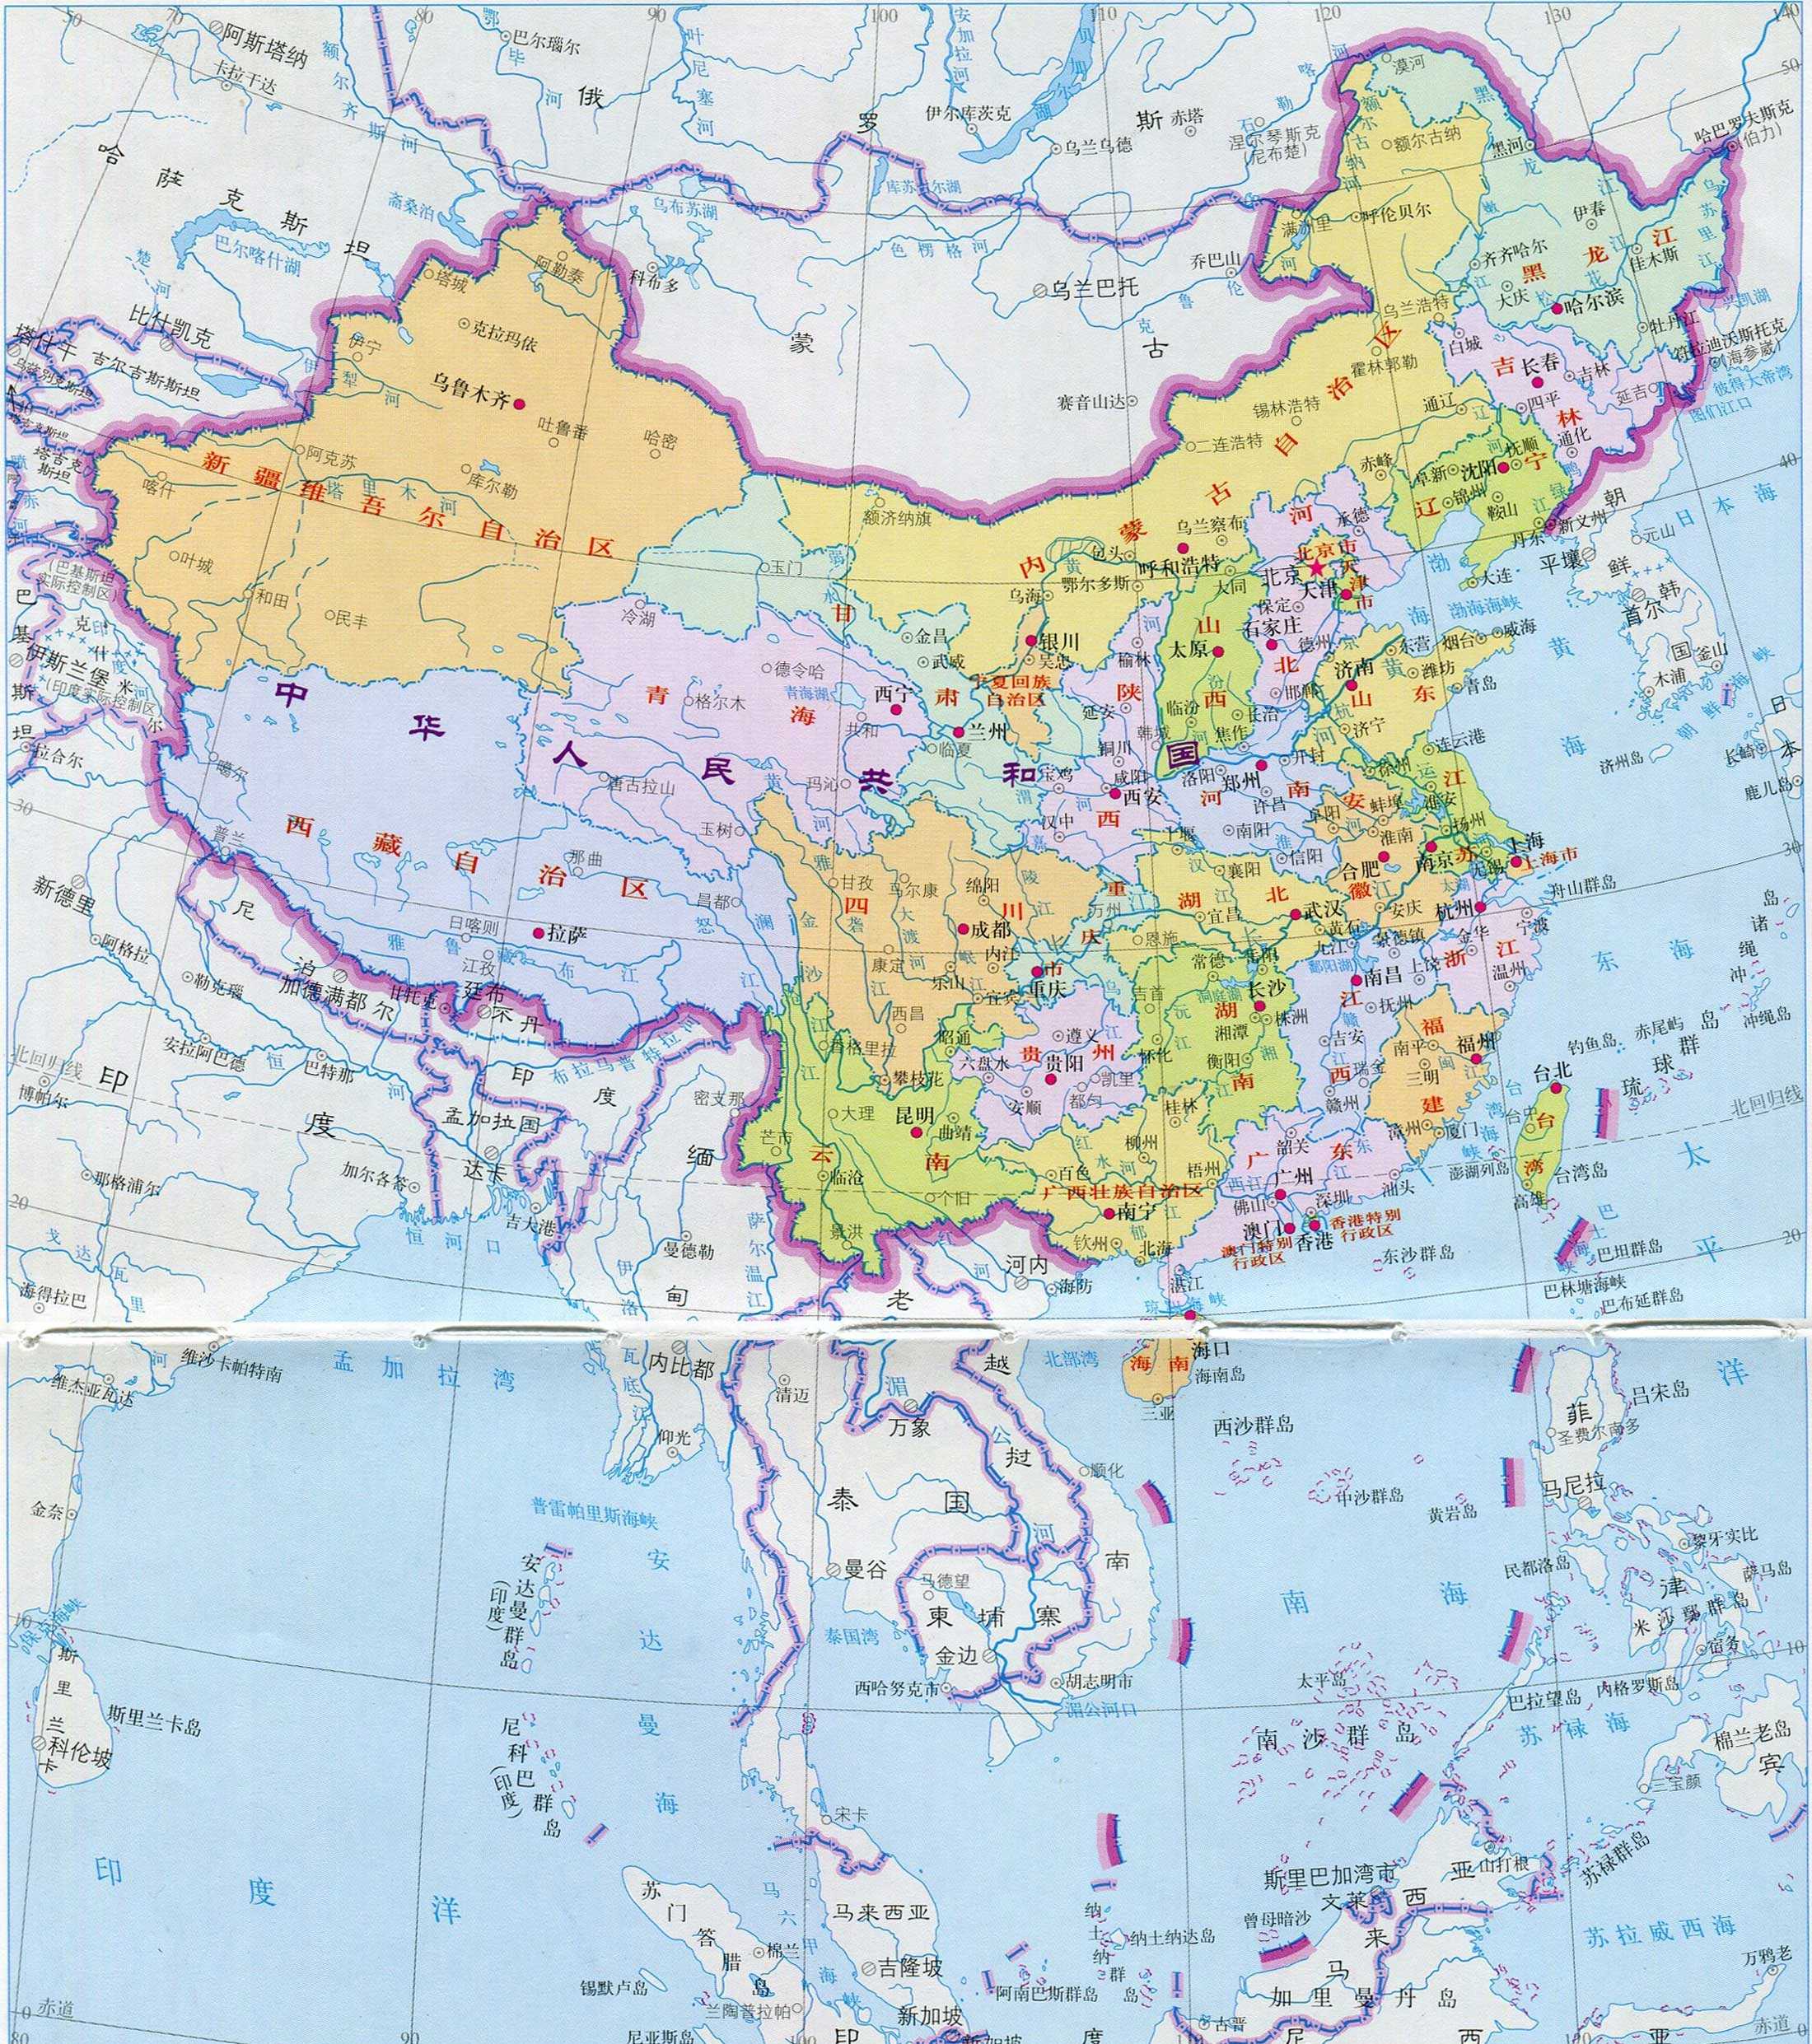 80
90
100
110
120
130
140
50
阿斯塔纳
卡拉干达
额尔齐斯河
鄂毕河
巴尔瑙尔
叶尼塞河
安加拉河
俄罗斯
伊尔库茨克
乌兰乌德
赤塔
涅尔琴斯克
(尼布楚)
石勒喀河
漠河
额尔古纳河
额尔古纳
黑河
哈巴罗夫斯克
(伯力)
哈萨克斯坦
斋桑泊
巴尔喀什湖
楚河
乌布苏湖
库苏古尔湖
色楞格河
科布多
乌兰巴托
乔巴山
克鲁伦河
蒙古
赛音山达
满洲里
呼伦贝尔
齐齐哈尔
伊春
黑龙江
佳木斯
乌苏里江
大庆
松花江
哈尔滨
牡丹江
兴凯湖
符拉迪沃斯托克
(海参崴)
彼得大帝湾
图们江口
乌兰浩特
白城
吉林
长春
吉林
延吉
四平
通化
霍林郭勒
锡林浩特
通辽
二连浩特
赤峰
塔城
阿勒泰
克拉玛依
伊宁
伊犁河
乌鲁木齐
吐鲁番
哈密
比什凯克
塔什干
吉尔吉斯斯坦
塔吉克斯坦
新疆维吾尔自治区
阿克苏
喀什
塔里木河
库尔勒
叶城
和田
民丰
(巴基斯坦
实际控制区)
克什米尔
(印度实际控制区)
伊斯兰堡
巴基斯坦
拉合尔
额济纳旗
内蒙古自治区
乌兰察布
包头
呼和浩特
鄂尔多斯
乌海
大同
河北
承德
北京市
北京
天津
天津市
保定
石家庄
辽宁
阜新
沈阳
抚顺
锦州
鞍山
丹东
新义州
大连
鸭绿江
朝鲜
平壤
元山
韩国
首尔
釜山
木浦
济州岛
朝鲜海峡
日本海
日本
长崎
鹿儿岛
渤海
渤海海峡
黄海
玉门
弱水
甘肃
冷湖
金昌
武威
银川
吴忠
宁夏回族
自治区
榆林
延安
陕西
太原
山西
汾河
临汾
长治
邯郸
德州
济南
山东
东营
烟台
威海
潍坊
青岛
济宁
连云港
中华人民共和国
青海
德令哈
格尔木
青海湖
西宁
共和
兰州
临夏
唐古拉山
玛沁
玉树
黄河
铜川
韩城
宝鸡
咸阳
西安
渭河
汉中
洛阳
焦作
郑州
开封
河南
许昌
南阳
信阳
十堰
徐州
江苏
淮安
扬州
南京
无锡
上海
上海市
安徽
阜阳
蚌埠
淮南
合肥
安庆
舟山群岛
噶尔
普兰
西藏自治区
那曲
昌都
日喀则
拉萨
江孜
雅鲁藏布江
怒江
澜沧江
金沙江
四川
甘孜
马尔康
绵阳
成都
雅砻江
大渡河
岷江
嘉陵江
内江
康定
乐山
宜宾
西昌
重庆市
重庆
万州
湖北
襄阳
宜昌
武汉
黄石
恩施
汉江
长江
九江
景德镇
杭州
浙江
金华
宁波
温州
东海
新德里
阿格拉
勒克瑙
尼泊尔
加德满都
甘托克
廷布
不丹
布拉马普特拉河
安拉阿巴德
巴特那
恒河
印度
博帕尔
北回归线
孟加拉国
达卡
加尔各答
吉大港
恒河口
那格浦尔
戈达瓦里河
海得拉巴
密支那
缅甸
曼德勒
萨尔温江
伊洛瓦底江
香格里拉
昭通
攀枝花
大理
昆明
曲靖
芒市
云南
临沧
个旧
景洪
遵义
六盘水
贵州
贵阳
凯里
安顺
都匀
湖南
常德
岳阳
洞庭湖
长沙
吉首
湘潭
株洲
怀化
衡阳
沅江
湘江
江西
鄱阳湖
南昌
上饶
抚州
吉安
赣江
赣州
瑞金
福建
南平
福州
闽江
三明
漳州
厦门
桂林
柳州
百色
红水河
梧州
广西壮族自治区
南宁
钦州
北海
郁江
韶关
广东
广州
西江
东江
佛山
深圳
汕头
澳门
香港
澳门特别
行政区
香港特别
行政区
湛江
东沙群岛
台北
台湾
台中
台湾岛
台湾海峡
澎湖列岛
高雄
钓鱼岛
赤尾屿
琉球群岛
冲绳诸岛
冲绳岛
太平洋
北回归线
巴士海峡
巴坦群岛
巴林塘海峡
巴布延群岛
河内
海防
红河
老挝
维沙卡帕特南
维杰亚瓦达
孟加拉湾
内比都
仰光
清迈
湄公河
万象
越南
北部湾
海口
海南
海南岛
三亚
西沙群岛
中沙群岛
黄岩岛
顺化
泰国
曼谷
马德望
柬埔寨
金边
西哈努克市
胡志明市
湄公河口
泰国湾
金奈
普雷帕里斯海峡
安达曼群岛
(印度)
安达曼海
尼科巴群岛
(印度)
斯里兰卡
斯里兰卡岛
科伦坡
印度洋
宋卡
马六甲海峡
马来西亚
吉隆坡
新加坡
苏门答腊岛
棉兰
锡默卢岛
兰陶普拉帕
尼亚斯岛
赤道
南海
太平岛
南沙群岛
曾母暗沙
纳土纳群岛
纳土纳达岛
阿南巴斯群岛
斯里巴加湾市
文莱
马来西亚
山打根
加里曼丹岛
古晋
吕宋岛
菲律宾
圣费尔南多
马尼拉
黎牙实比
民都洛岛
萨马岛
米沙鄢群岛
宿务
巴拉望岛
内格罗斯岛
苏禄海
棉兰老岛
三宝颜
苏禄群岛
苏拉威西海
万鸦老
赤道
印度尼西亚